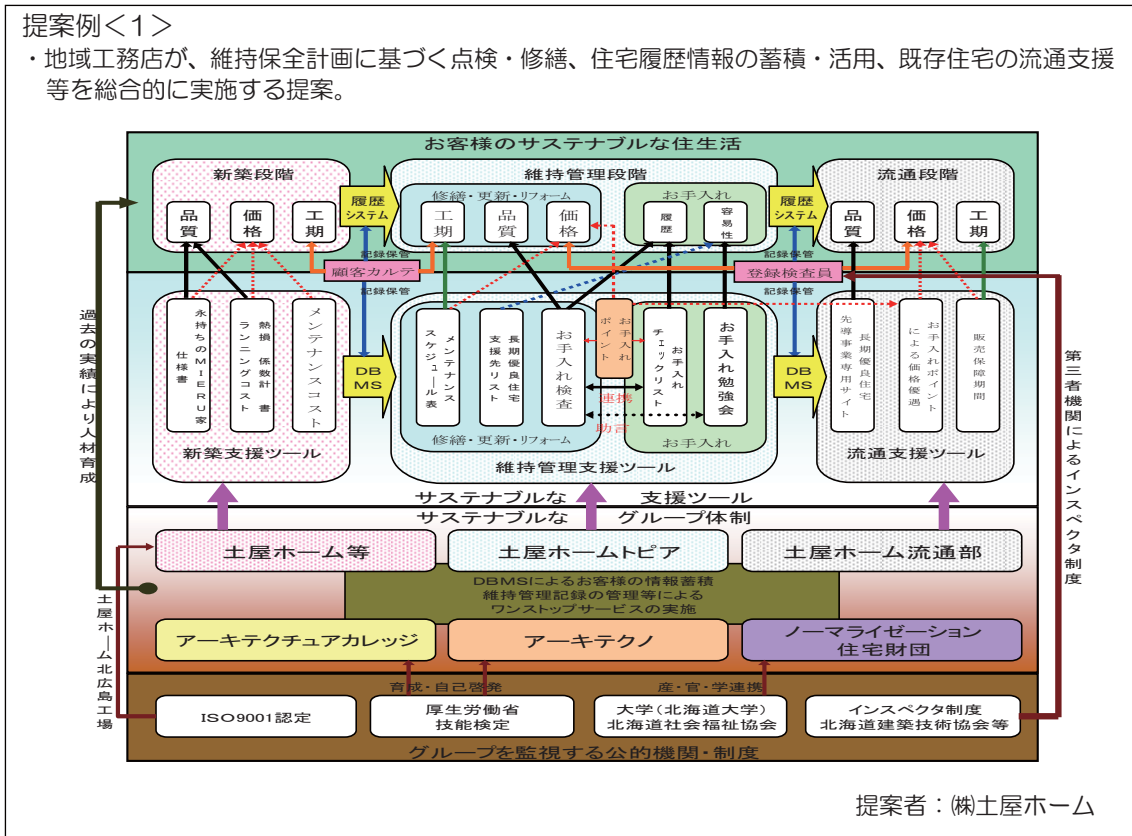 提案例<1>
・地域工務店が、維持保全計画に基づく点検・修繕、住宅履歴情報の蓄積・活用、既存住宅の流通支援
等を総合的に実施する提案。
お客様のサステナブルな住生活
新築段階
維持管理段階
流通段階
履歴
システム
修繕・更新・リフォーム
お手入れ
履歴
システム
品質
価格
工期
工期
品質
価格
履歴
容易性
品質
価格
工期
記録保管
記録保管
顧客カルテ
登録検査員
記録保管
記録保管
永持ちのMIERU家
仕様書
熱損 係数計 書
ランニングコスト
メンテナンスコスト
DB
MS
メンテナンス
スケジュール表
長期優良住宅
支援先リスト
お手入れ検査
お手入れ
ポイント
お手入れ
チェックリスト
お手入れ勉強会
連携
助言
DB
MS
長期優良住宅
先導事業専用サイト
お手入れポイント
による価格優遇
販売保障期間
修繕・更新・リフォーム
お手入れ
新築支援ツール
維持管理支援ツール
流通支援ツール
サステナブルな 支援ツール
サステナブルな グループ体制
土屋ホーム等
土屋ホームトピア
土屋ホーム流通部
DBMSによるお客様の情報蓄積
維持管理記録の管理等による
ワンストップサービスの実施
アーキテクチュアカレッジ
アーキテクノ
ノーマライゼーション
住宅財団
育成・自己啓発
産・官・学連携
ISO9001認定
厚生労働省
技能検定
大学(北海道大学)
北海道社会福祉協会
インスペクタ制度
北海道建築技術協会等
グループを監視する公的機関・制度
過去の実績により人材育成
土屋ホーム北広島工場
第三者機関によるインスペクタ制度
提案者：㈱土屋ホーム